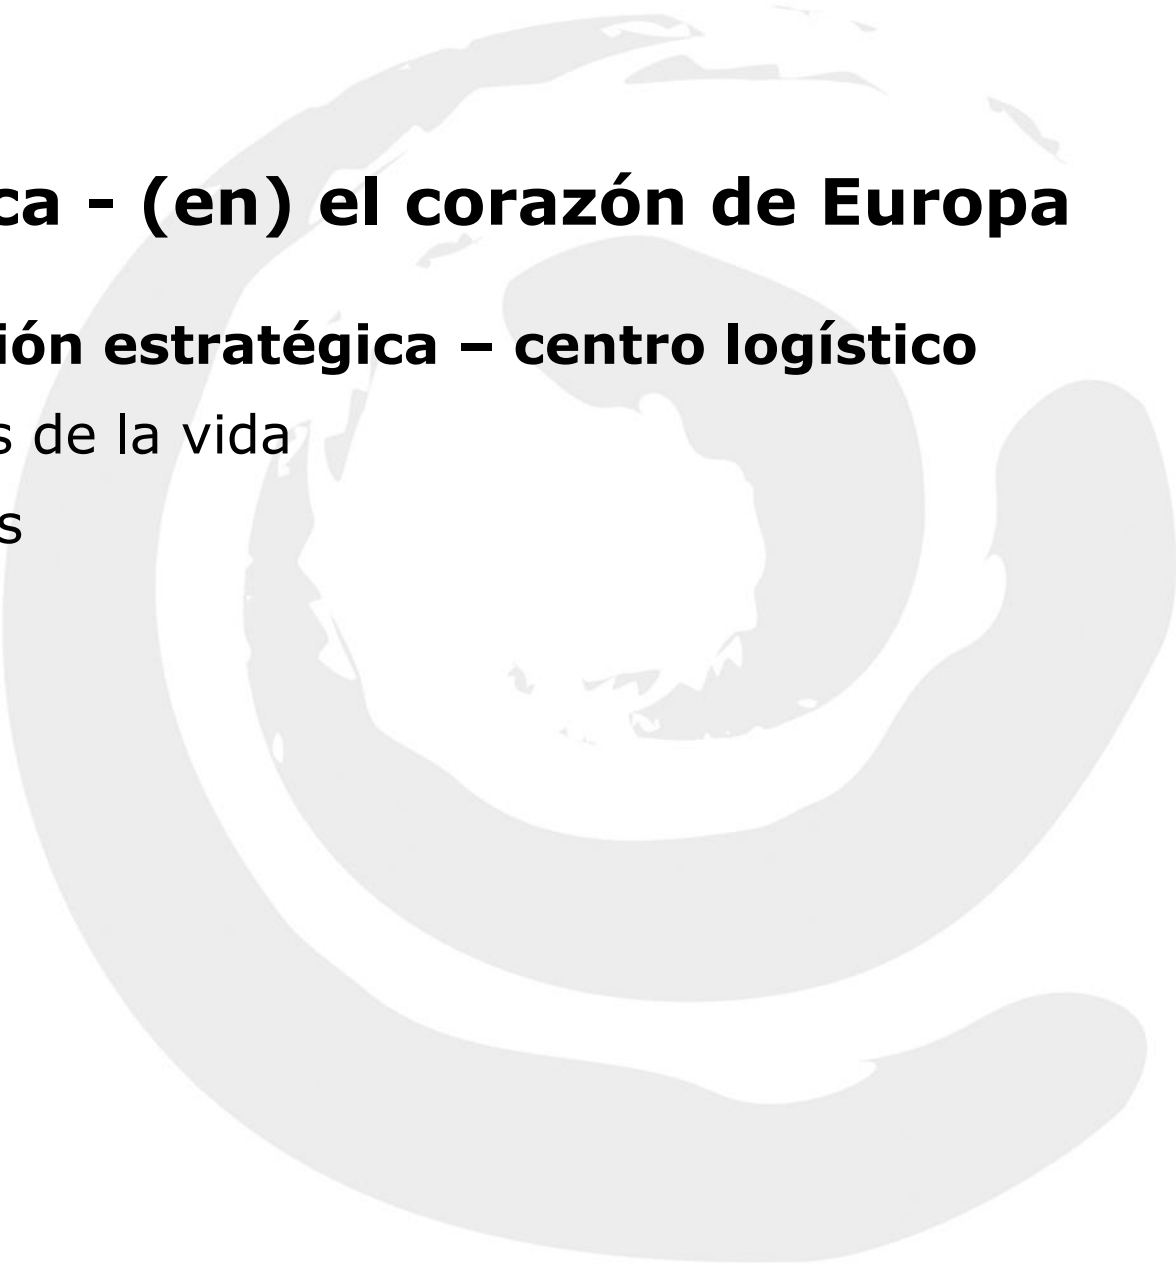 ca - (en) el corazón de Europa
ión estratégica – centro logístico
s de la vida
s